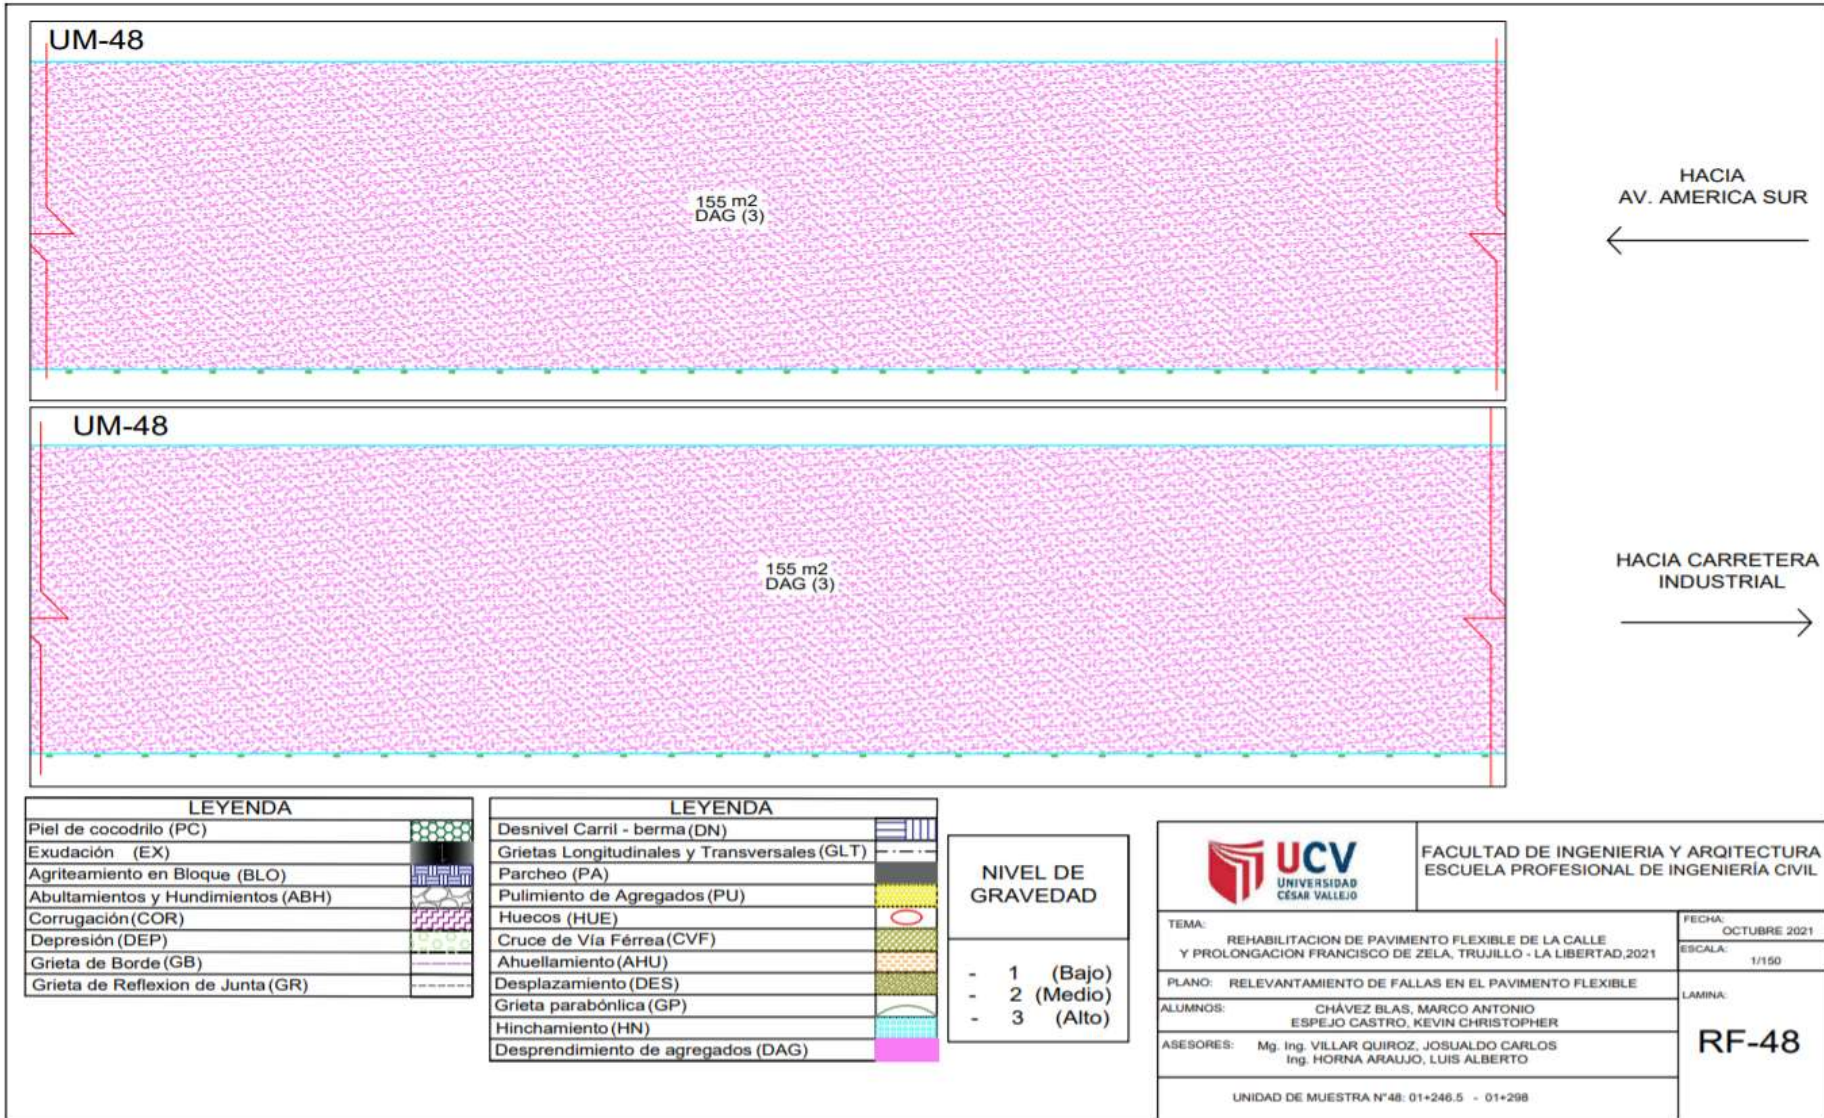 UM-48
155 m2
DAG (3)
HACIA
AV. AMERICA SUR
UM-48
155 m2
DAG (3)
HACIA CARRETERA
INDUSTRIAL
LEYENDA
Piel de cocodrilo (PC)
Exudación (EX)
Agriteamiento en Bloque (BLO)
Abultamientos y Hundimientos (ABH)
Corrugación (COR)
Depresión (DEP)
Grieta de Borde (GB)
Grieta de Reflexion de Junta (GR)
LEYENDA
Desnivel Carril - berma (DN)
Grietas Longitudinales y Transversales (GLT)
Parcheo (PA)
Pulimiento de Agregados (PU)
Huecos (HUE)
Cruce de Vía Férrea (CVF)
Ahuellamiento (AHU)
Desplazamiento (DES)
Grieta parabónlica (GP)
Hinchamiento (HN)
Desprendimiento de agregados (DAG)
NIVEL DE
GRAVEDAD
- 1 (Bajo)
- 2 (Medio)
- 3 (Alto)
UCV
UNIVERSIDAD
CÉSAR VALLEJO
FACULTAD DE INGENIERIA Y ARQITECTURA
ESCUELA PROFESIONAL DE INGENIERÍA CIVIL
TEMA:
REHABILITACION DE PAVIMENTO FLEXIBLE DE LA CALLE
Y PROLONGACION FRANCISCO DE ZELA, TRUJILLO - LA LIBERTAD,2021
FECHA:
OCTUBRE 2021
ESCALA:
1/150
PLANO: RELEVANTAMIENTO DE FALLAS EN EL PAVIMENTO FLEXIBLE
LAMINA:
RF-48
ALUMNOS: CHÁVEZ BLAS, MARCO ANTONIO
ESPEJO CASTRO, KEVIN CHRISTOPHER
ASESORES: Mg. Ing. VILLAR QUIROZ, JOSUALDO CARLOS
Ing. HORNA ARAUJO, LUIS ALBERTO
UNIDAD DE MUESTRA N°48: 01+246.5 - 01+298